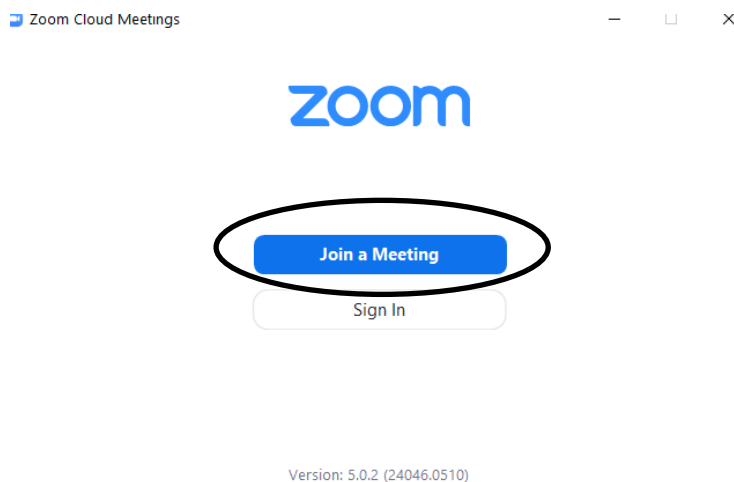 Zoom Cloud Meetings
zoom
Join a Meeting
Sign In
Version: 5.0.2 (24046.0510)